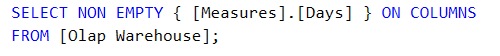 SELECT NON EMPTY { [Measures].[Days] } ON COLUMNS
FROM [Olap Warehouse];